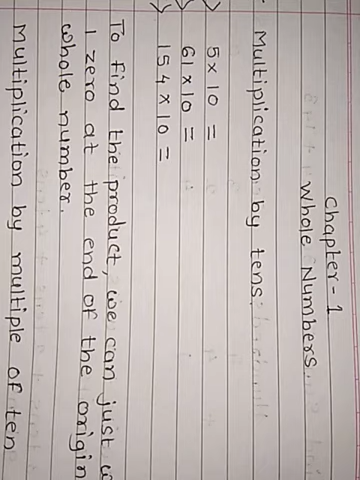 Chapter-1
Whole Numbers.
Multiplication by tens:
5 x 10 =
61 x 10 =
154 x 10 =
To find the product, we can just
1 zero at the end of the origin
whole number.
Multiplication by multiple of ten